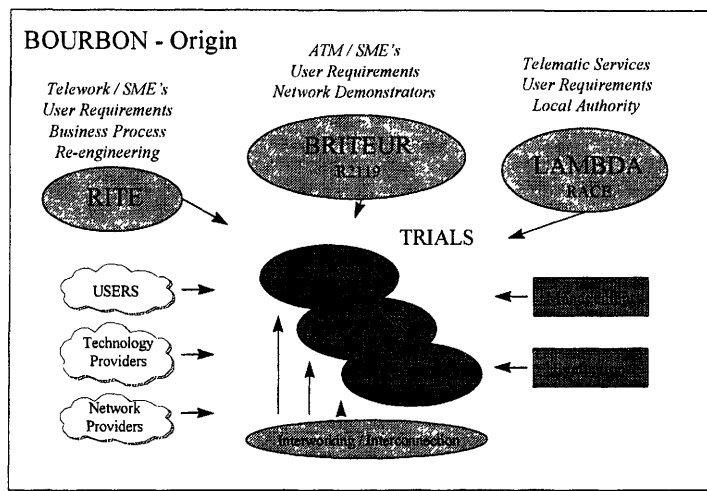 BOURBON - Origin
ATM / SME's
User Requirements
Network Demonstrators
Telematic Services
User Requirements
Local Authority
Telework / SME's
User Requirements
Business Process
Re-engineering
BRITEUR
R2119
LAMBDA
RACE
RITE
TRIALS
USERS
Technology
Providers
Network
Providers
Interworking / Interconnection